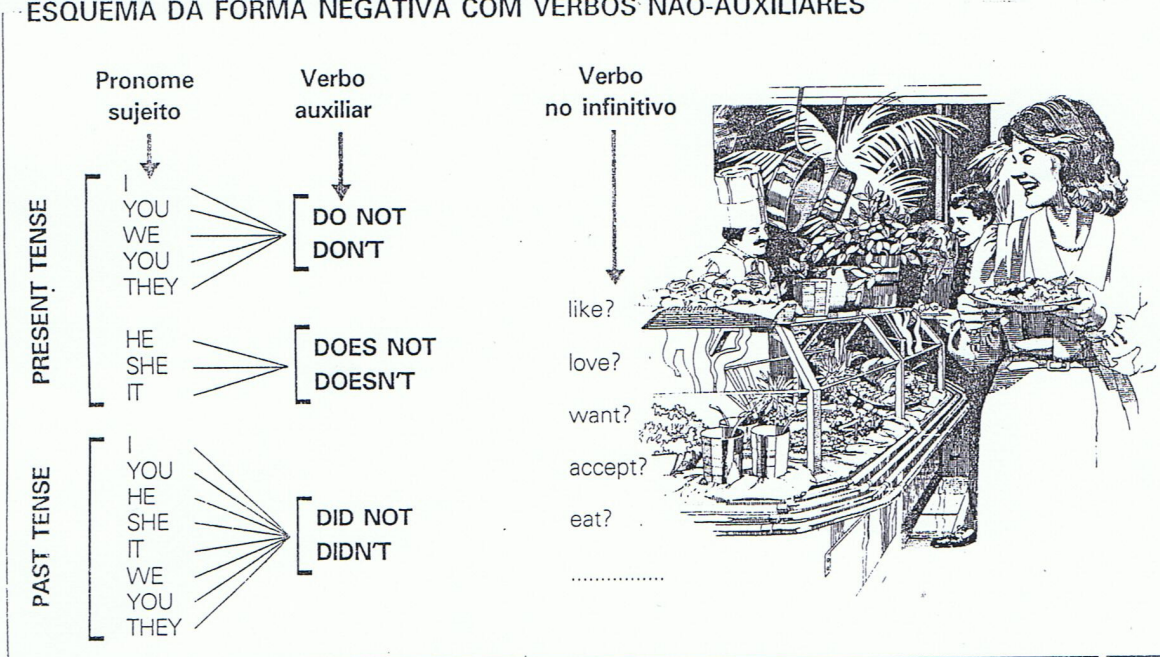 ESQUEMA DA FORMA NEGATIVA COM VERBOS NÃO-AUXILIARES
Pronome
sujeito
Verbo
auxiliar
Verbo
no infinitivo
PRESENT TENSE
I
YOU
WE
YOU
THEY
DO NOT
DON'T
HE
SHE
IT
DOES NOT
DOESN'T
PAST TENSE
I
YOU
HE
SHE
IT
WE
YOU
THEY
DID NOT
DIDN'T
like?
love?
want?
accept?
eat?
.................